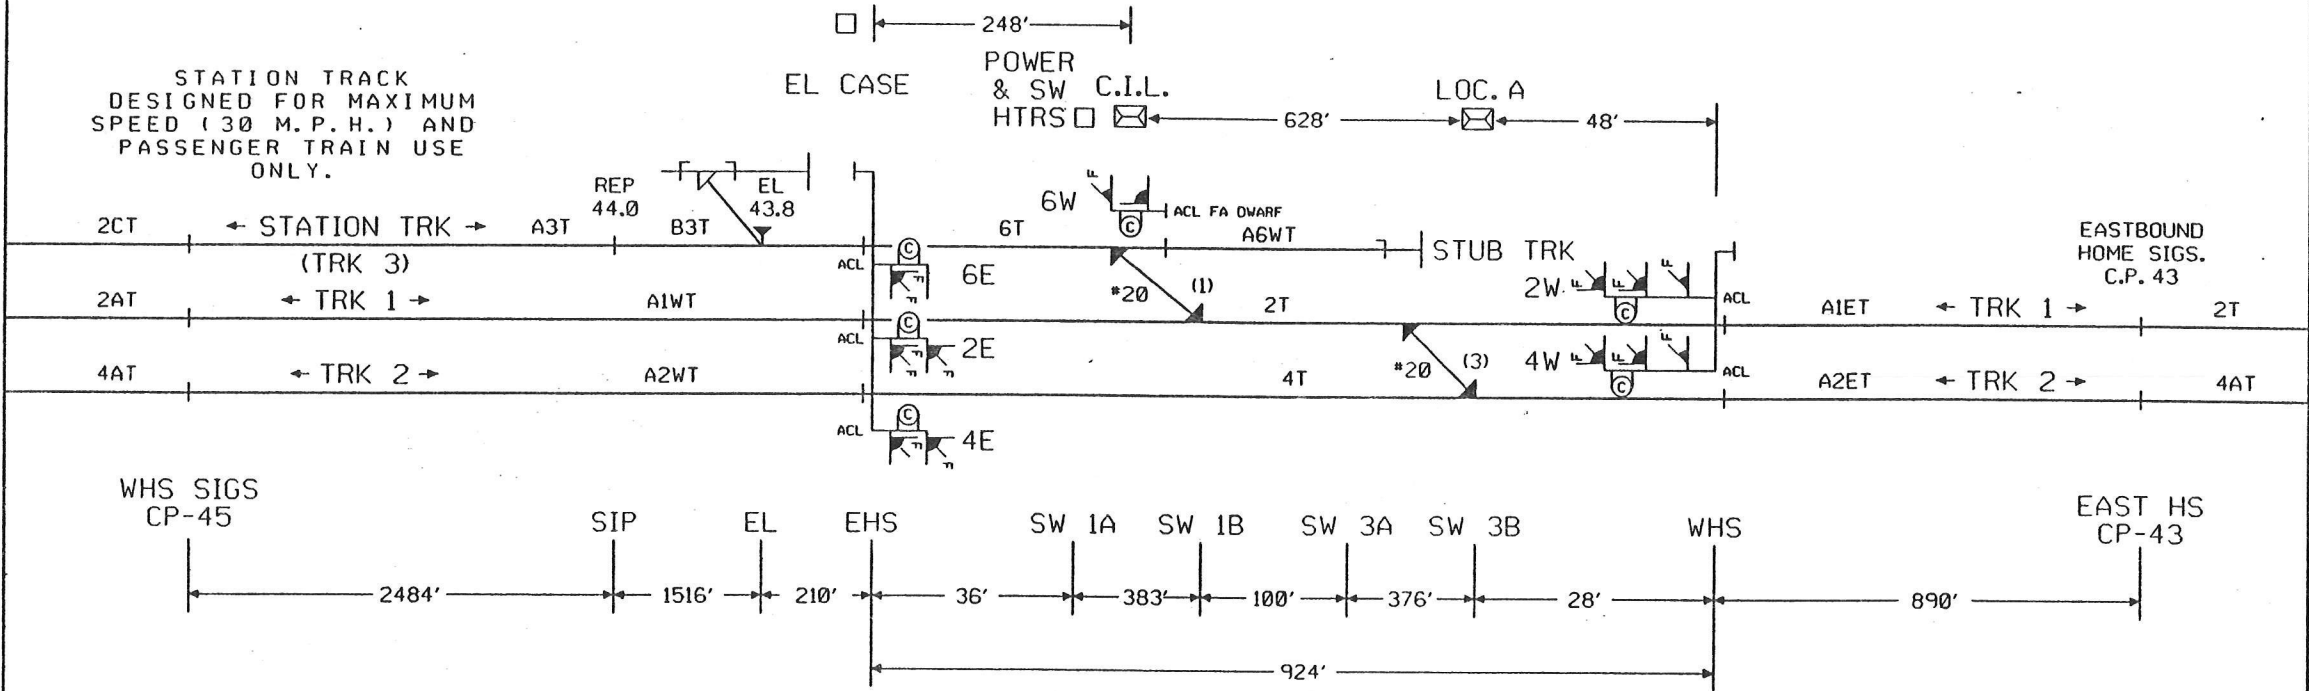 248'
STATION TRACK
DESIGNED FOR MAXIMUM
SPEED (30 M.P.H.) AND
PASSENGER TRAIN USE
ONLY.
EL CASE
POWER
& SW
HTRS
C.I.L.
628'
LOC. A
48'
REP
44.0
EL
43.8
6W
F
ACL FA DWARF
2CT
← STATION TRK →
(TRK 3)
A3T
B3T
ACL
C
F
F
6E
6T
C
A6WT
STUB TRK
EASTBOUND
HOME SIGS.
C.P. 43
2AT
← TRK 1 →
A1WT
ACL
C
F
F
2E
#20
(1)
2T
2W
F
F
F
C
ACL
A1ET
← TRK 1 →
2T
4AT
← TRK 2 →
A2WT
ACL
C
F
F
4E
4T
#20
(3)
4W
F
F
F
C
ACL
A2ET
← TRK 2 →
4AT
WHS SIGS
CP-45
SIP
EL
EHS
SW 1A
SW 1B
SW 3A
SW 3B
WHS
EAST HS
CP-43
2484'
1516'
210'
36'
383'
100'
376'
28'
890'
924'